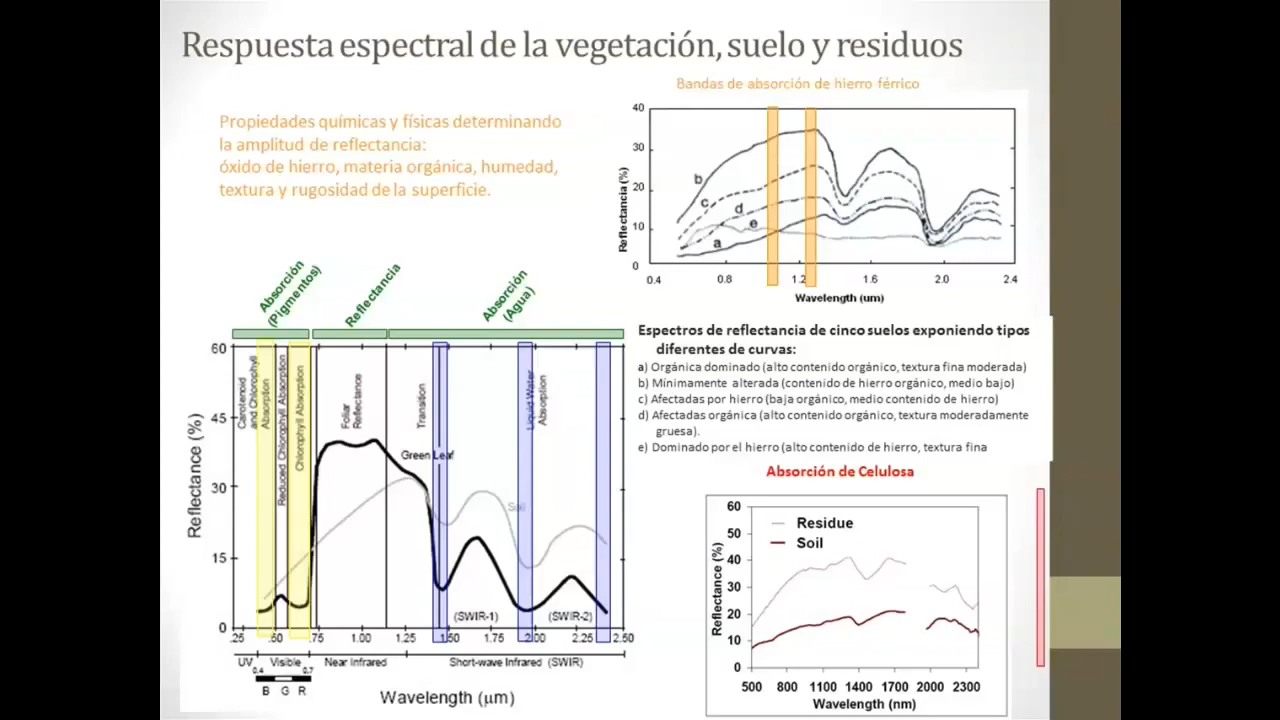 Respuesta espectral de la vegetación, suelo y residuos
Bandas de absorción de hierro férrico
Propiedades químicas y físicas determinando
la amplitud de reflectancia:
óxido de hierro, materia orgánica, humedad,
textura y rugosidad de la superficie.
Reflectancia (%)
40
30
20
10
0
b
c
d
e
a
0.4
0.8
1.2
1.6
2.0
2.4
Wavelength (um)
Absorción
(Pigmentos)
Reflectancia
Absorción
(Agua)
Reflectance (%)
60
45
30
15
0
Carotenoid
and Chlorophyll
Absorption
Reduced Chlorophyll Absorption
Chlorophyll Absorption
Foliar
Reflectance
Transition
Liquid Water
Absorption
Green Leaf
Soil
(SWIR-1)
(SWIR-2)
.25
.50
.75
1.00
1.25
1.50
1.75
2.00
2.25
2.50
UV
Visible
Near Infrared
Short-wave Infrared (SWIR)
0.4
0.7
B G R
Wavelength (μm)
Espectros de reflectancia de cinco suelos exponiendo tipos
diferentes de curvas:
a) Orgánica dominado (alto contenido orgánico, textura fina moderada)
b) Mínimamente alterada (contenido de hierro orgánico, medio bajo)
c) Afectadas por hierro (baja orgánico, medio contenido de hierro)
d) Afectadas orgánica (alto contenido orgánico, textura moderadamente
gruesa).
e) Dominado por el hierro (alto contenido de hierro, textura fina
Absorción de Celulosa
Reflectance (%)
60
50
40
30
20
10
0
Residue
Soil
500
800
1100
1400
1700
2000
2300
Wavelength (nm)